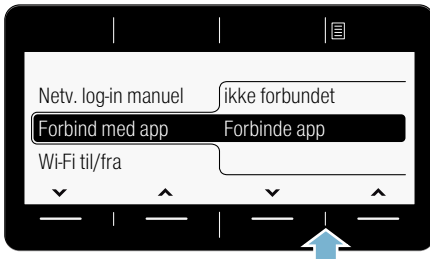 Netv. log-in manuel ikke forbundet
Forbind med app Forbinde app
Wi-Fi til/fra